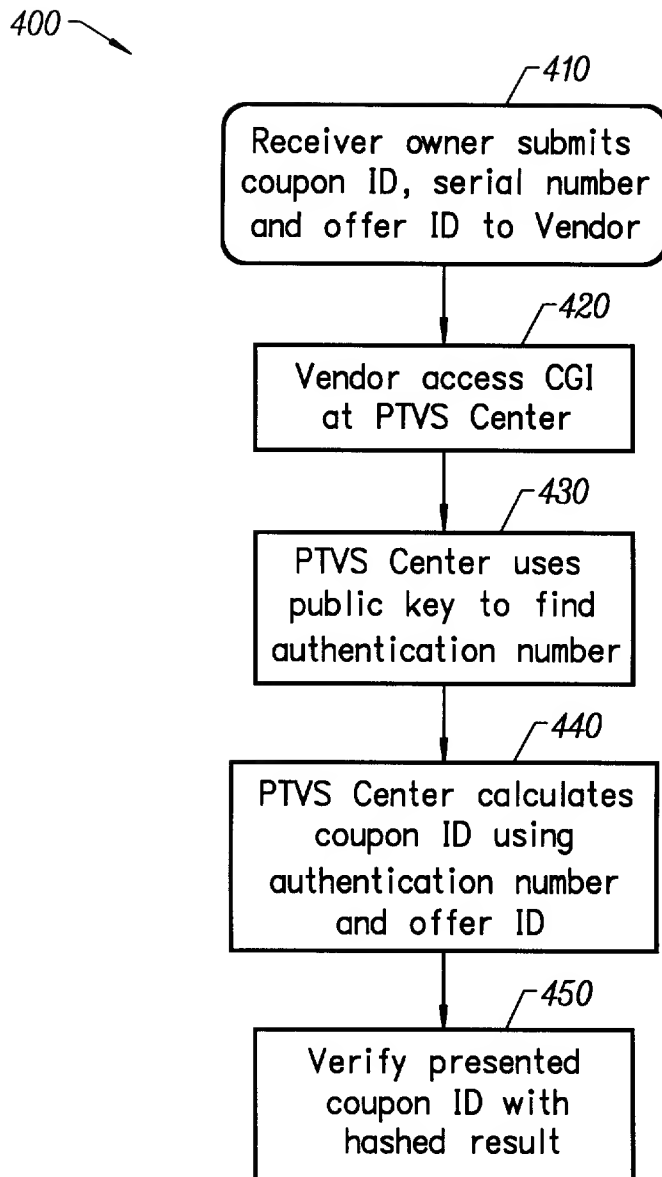 400
410
Receiver owner submits
coupon ID, serial number
and offer ID to Vendor
420
Vendor access CGI
at PTVS Center
430
PTVS Center uses
public key to find
authentication number
440
PTVS Center calculates
coupon ID using
authentication number
and offer ID
450
Verify presented
coupon ID with
hashed result